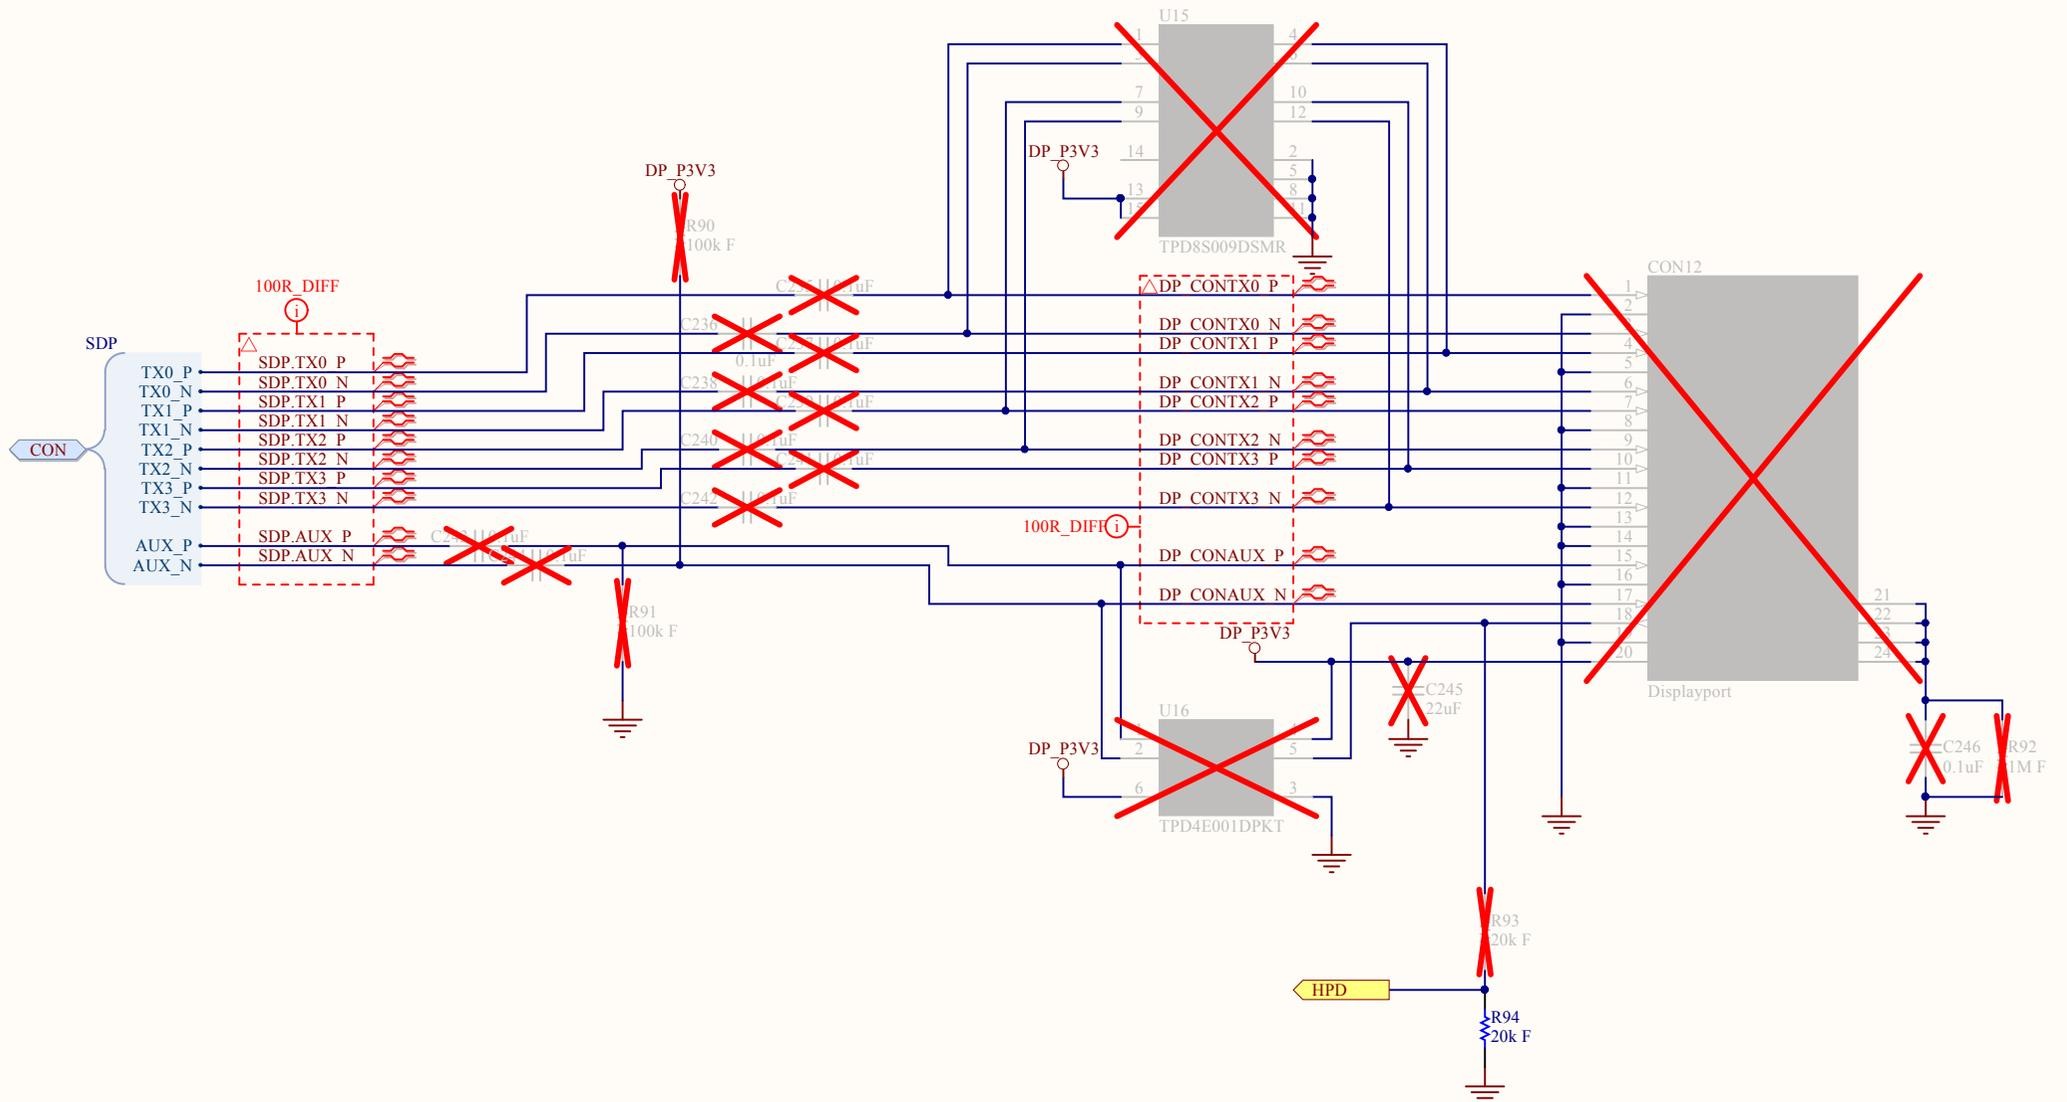 U15
1
4
7
10
9
12
DP_P3V3
14
2
5
13
8
TPD8S009DSMR
DP_P3V3
R90
100k F
100R_DIFF
i
SDP
CON
TX0_P
TX0_N
TX1_P
TX1_N
TX2_P
TX2_N
TX3_P
TX3_N
AUX_P
AUX_N
SDP.TX0_P
SDP.TX0_N
SDP.TX1_P
SDP.TX1_N
SDP.TX2_P
SDP.TX2_N
SDP.TX3_P
SDP.TX3_N
SDP.AUX_P
SDP.AUX_N
C236
0.1uF
C238
C240
C242
R91
100k F
DP_CONTX0_P
DP_CONTX0_N
DP_CONTX1_P
DP_CONTX1_N
DP_CONTX2_P
DP_CONTX2_N
DP_CONTX3_P
DP_CONTX3_N
100R_DIFF
i
DP_CONAUX_P
DP_CONAUX_N
DP_P3V3
CON12
1
2
4
5
6
7
8
9
10
11
12
13
14
15
16
17
18
20
21
22
24
Displayport
C245
22uF
U16
DP_P3V3
2
5
6
3
TPD4E001DPKT
C246
0.1uF
R92
1M F
R93
20k F
HPD
R94
20k F